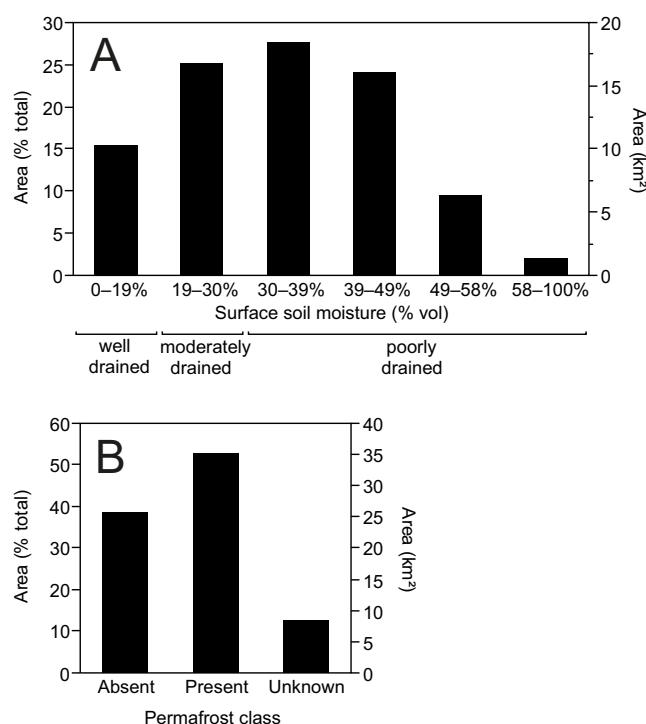 A
Area (% total)
30
25
20
15
10
5
0
20
15
10
5
0
Area (km²)
0–19% 19–30% 30–39% 39–49% 49–58% 58–100%
Surface soil moisture (% vol)
well drained
moderately drained
poorly drained
B
Area (% total)
60
50
40
30
20
10
0
40
35
30
25
20
15
10
5
0
Area (km²)
Absent Present Unknown
Permafrost class